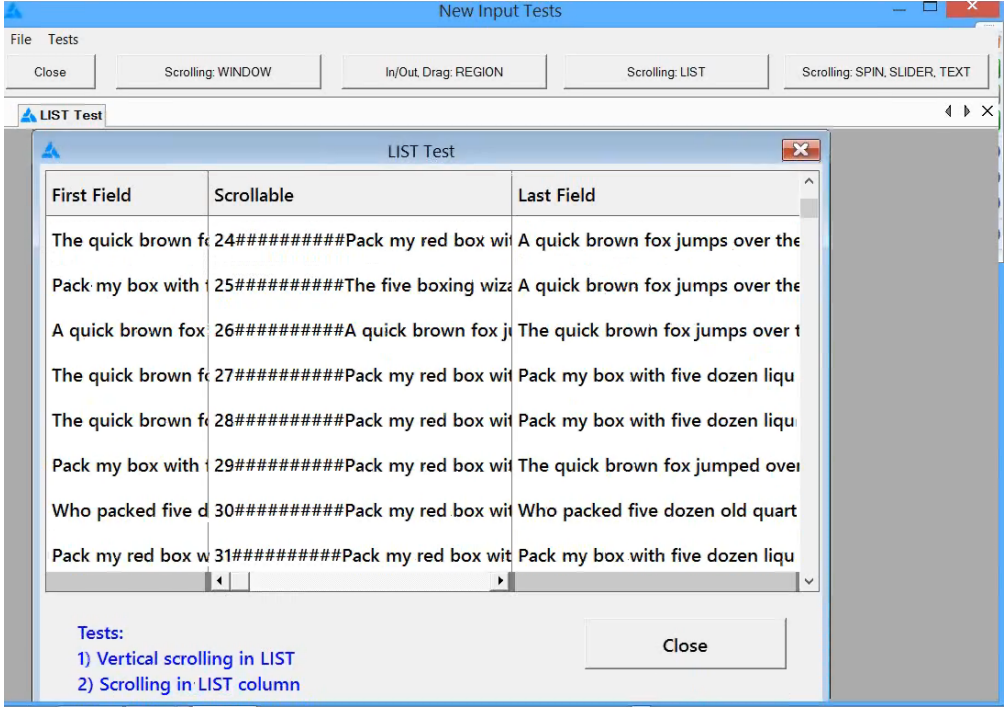 New Input Tests
File Tests
Close Scrolling: WINDOW In/Out, Drag: REGION Scrolling: LIST Scrolling: SPIN, SLIDER, TEXT
LIST Test
LIST Test
First Field Scrollable Last Field
The quick brown fo 24##########Pack my red box wit A quick brown fox jumps over the
Pack my box with f 25##########The five boxing wiza A quick brown fox jumps over the
A quick brown fox 26##########A quick brown fox ju The quick brown fox jumps over t
The quick brown fo 27##########Pack my red box wit Pack my box with five dozen liqu
The quick brown fo 28##########Pack my red box wit Pack my box with five dozen liqu
Pack my box with f 29##########Pack my red box wit The quick brown fox jumped over
Who packed five d 30##########Pack my red box wit Who packed five dozen old quart
Pack my red box w 31##########Pack my red box wit Pack my box with five dozen liqu
Tests:
1) Vertical scrolling in LIST
2) Scrolling in LIST column
Close